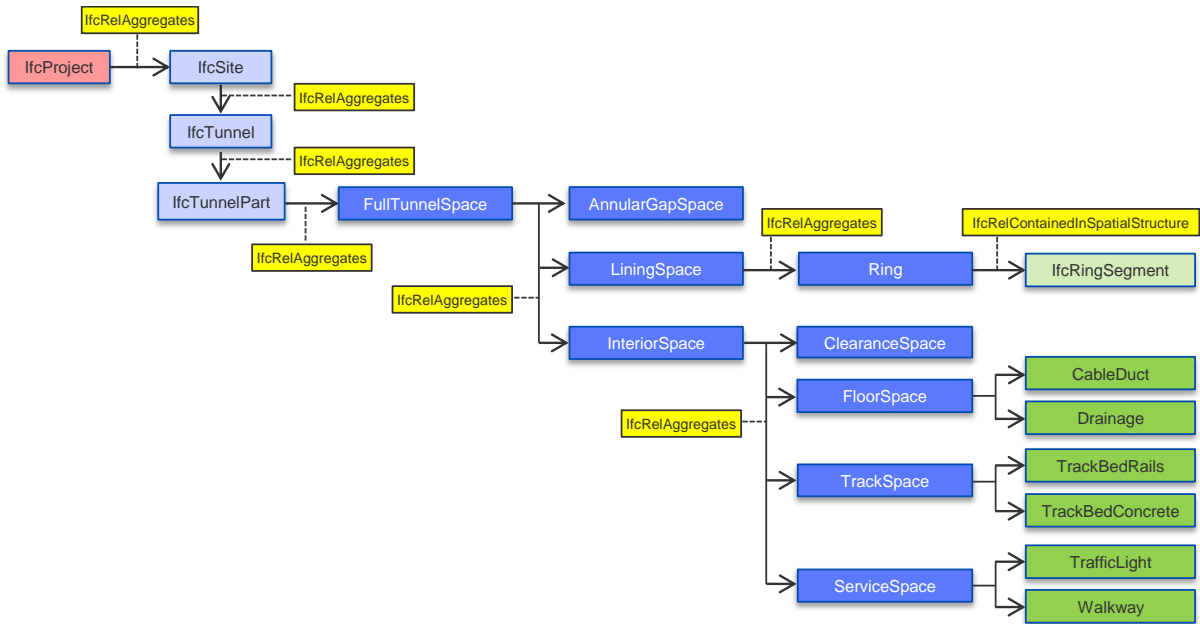 IfcRelAggregates
IfcProject
IfcSite
IfcRelAggregates
IfcTunnel
IfcRelAggregates
IfcTunnelPart
FullTunnelSpace
AnnularGapSpace
IfcRelAggregates
IfcRelContainedInSpatialStructure
IfcRelAggregates
LiningSpace
Ring
IfcRingSegment
IfcRelAggregates
InteriorSpace
ClearanceSpace
CableDuct
FloorSpace
IfcRelAggregates
Drainage
TrackBedRails
TrackSpace
TrackBedConcrete
TrafficLight
ServiceSpace
Walkway